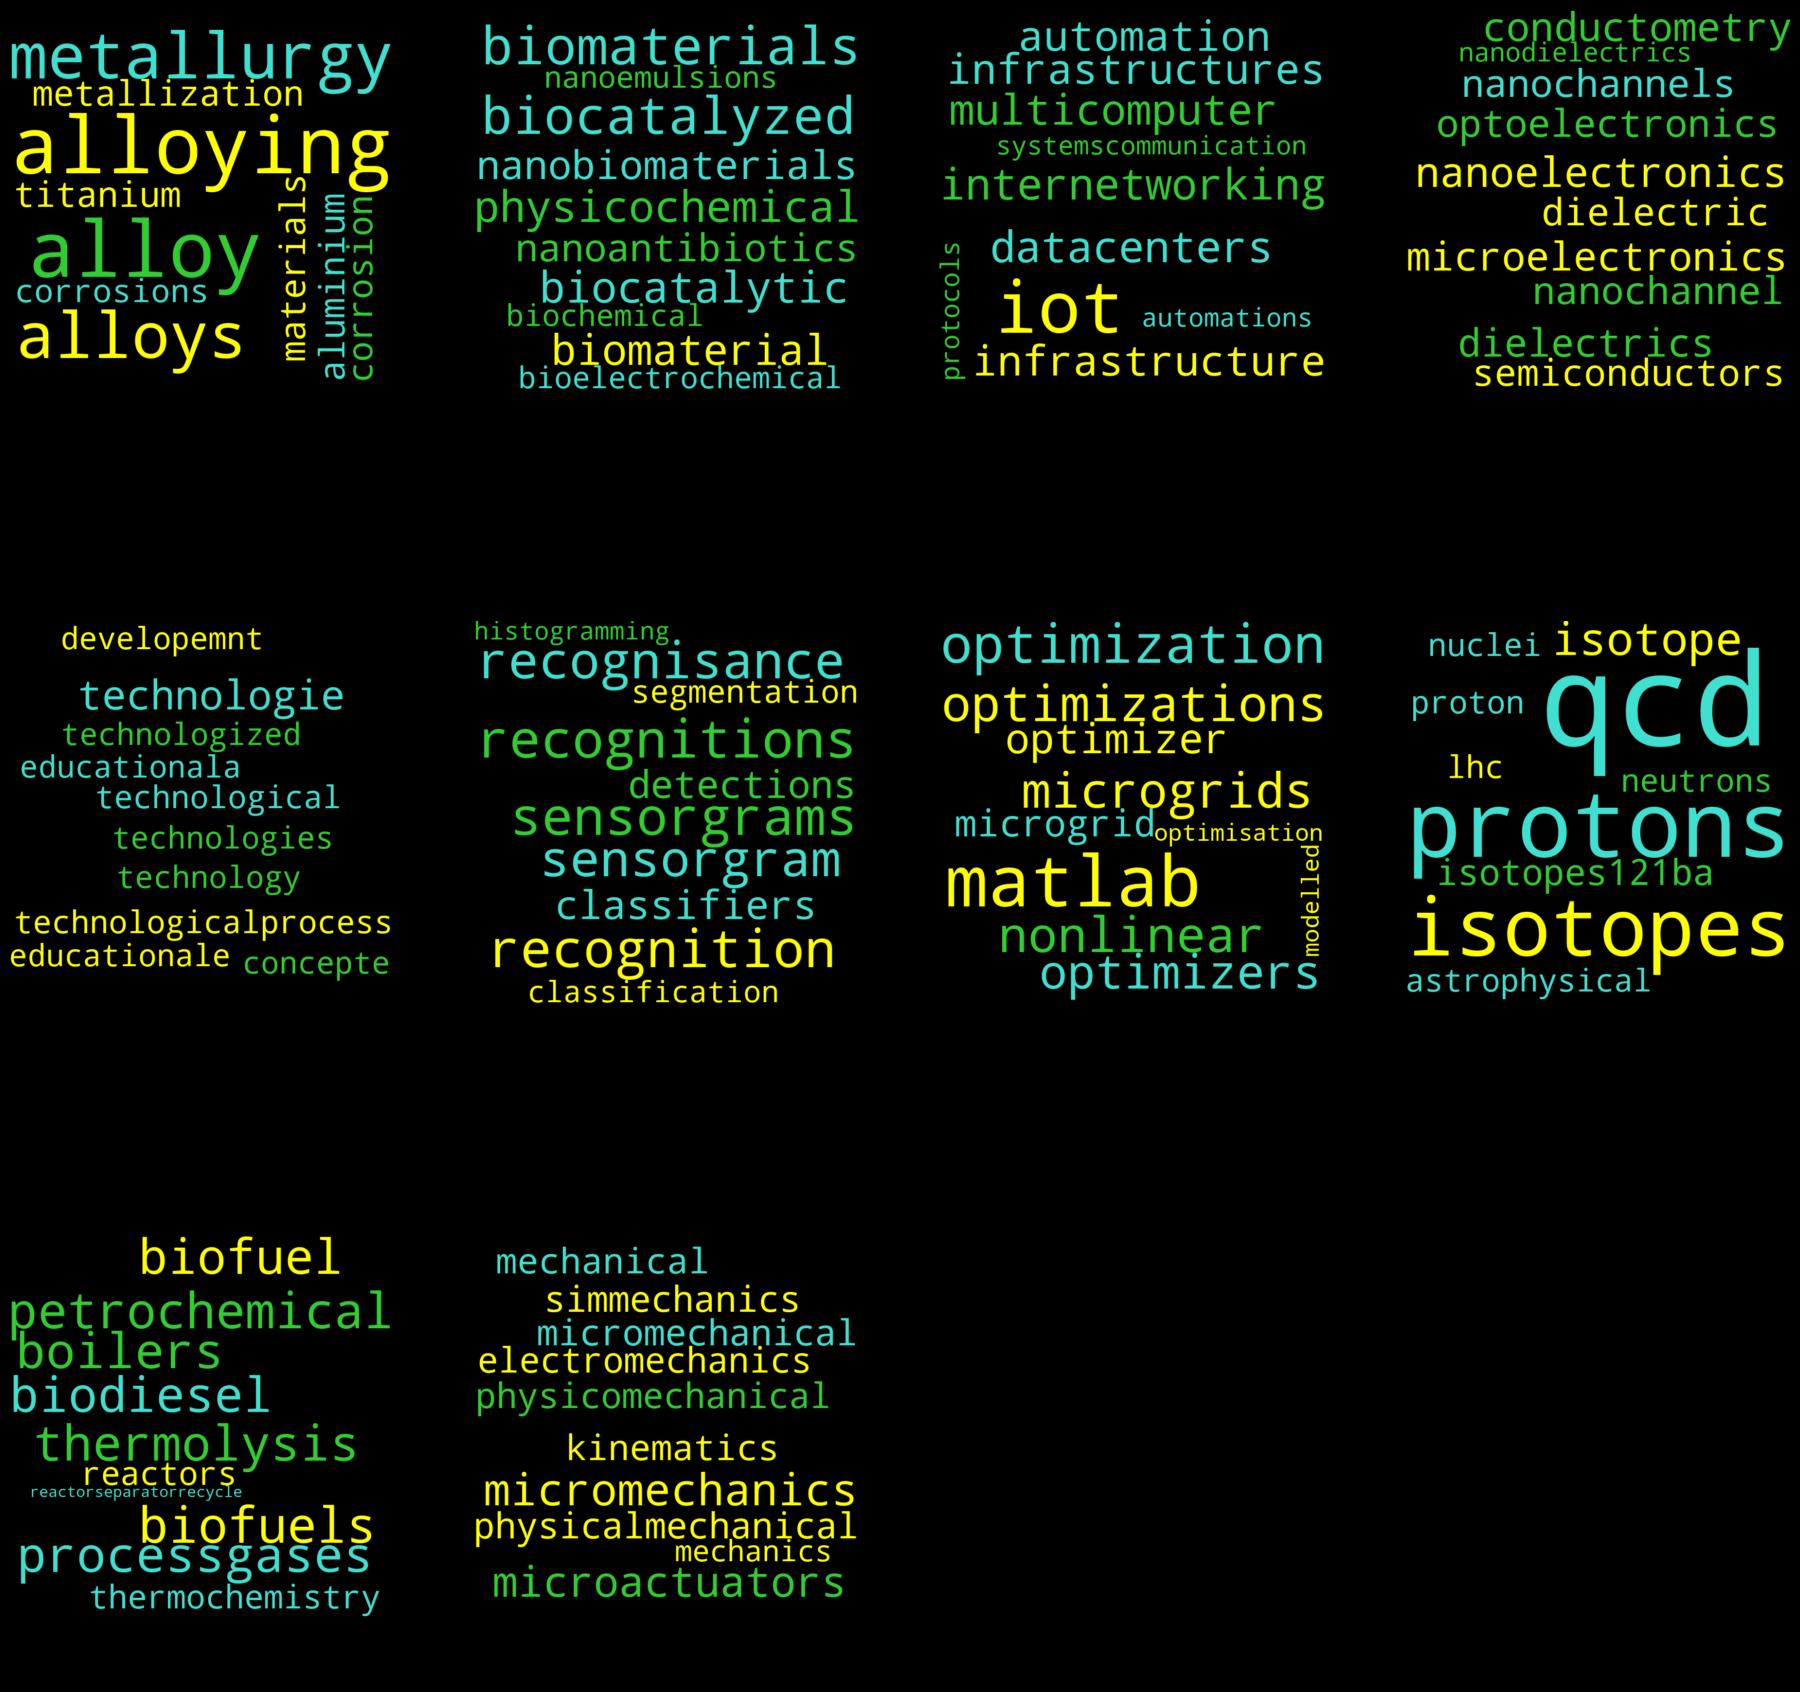 metallurgy
metallization
alloying
titanium
alloy
corrosions
alloys
materials
aluminium
corrosion
biomaterials
nanoemulsions
biocatalyzed
nanobiomaterials
physicochemical
nanoantibiotics
biocatalytic
biochemical
biomaterial
bioelectrochemical
automation
infrastructures
multicomputer
systemscommunication
internetworking
datacenters
protocols
iot
automations
infrastructure
conductometry
nanodielectrics
nanochannels
optoelectronics
nanoelectronics
dielectric
microelectronics
nanochannel
dielectrics
semiconductors
developemnt
technologie
technologized
educationala
technological
technologies
technology
technologicalprocess
educationale
concepte
histogramming
recognisance
segmentation
recognitions
detections
sensorgrams
sensorgram
classifiers
recognition
classification
optimization
optimizations
optimizer
microgrids
microgrid
optimisation
matlab
modelled
nonlinear
optimizers
nuclei
isotope
qcd
proton
lhc
neutrons
protons
isotopes121ba
isotopes
astrophysical
biofuel
petrochemical
boilers
biodiesel
thermolysis
reactors
reactorseparatorrecycle
biofuels
processgases
thermochemistry
mechanical
simmechanics
micromechanical
electromechanics
physicomechanical
kinematics
micromechanics
physicalmechanical
mechanics
microactuators